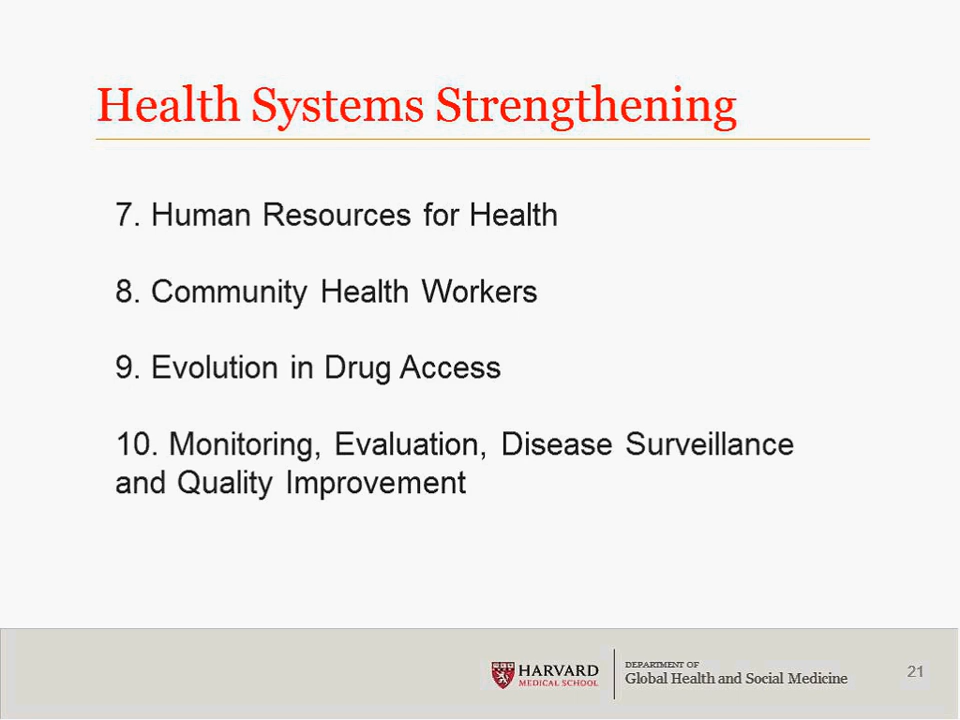 Health Systems Strengthening
7. Human Resources for Health
8. Community Health Workers
9. Evolution in Drug Access
10. Monitoring, Evaluation, Disease Surveillance
and Quality Improvement
HARVARD
MEDICAL SCHOOL
DEPARTMENT OF
Global Health and Social Medicine
21